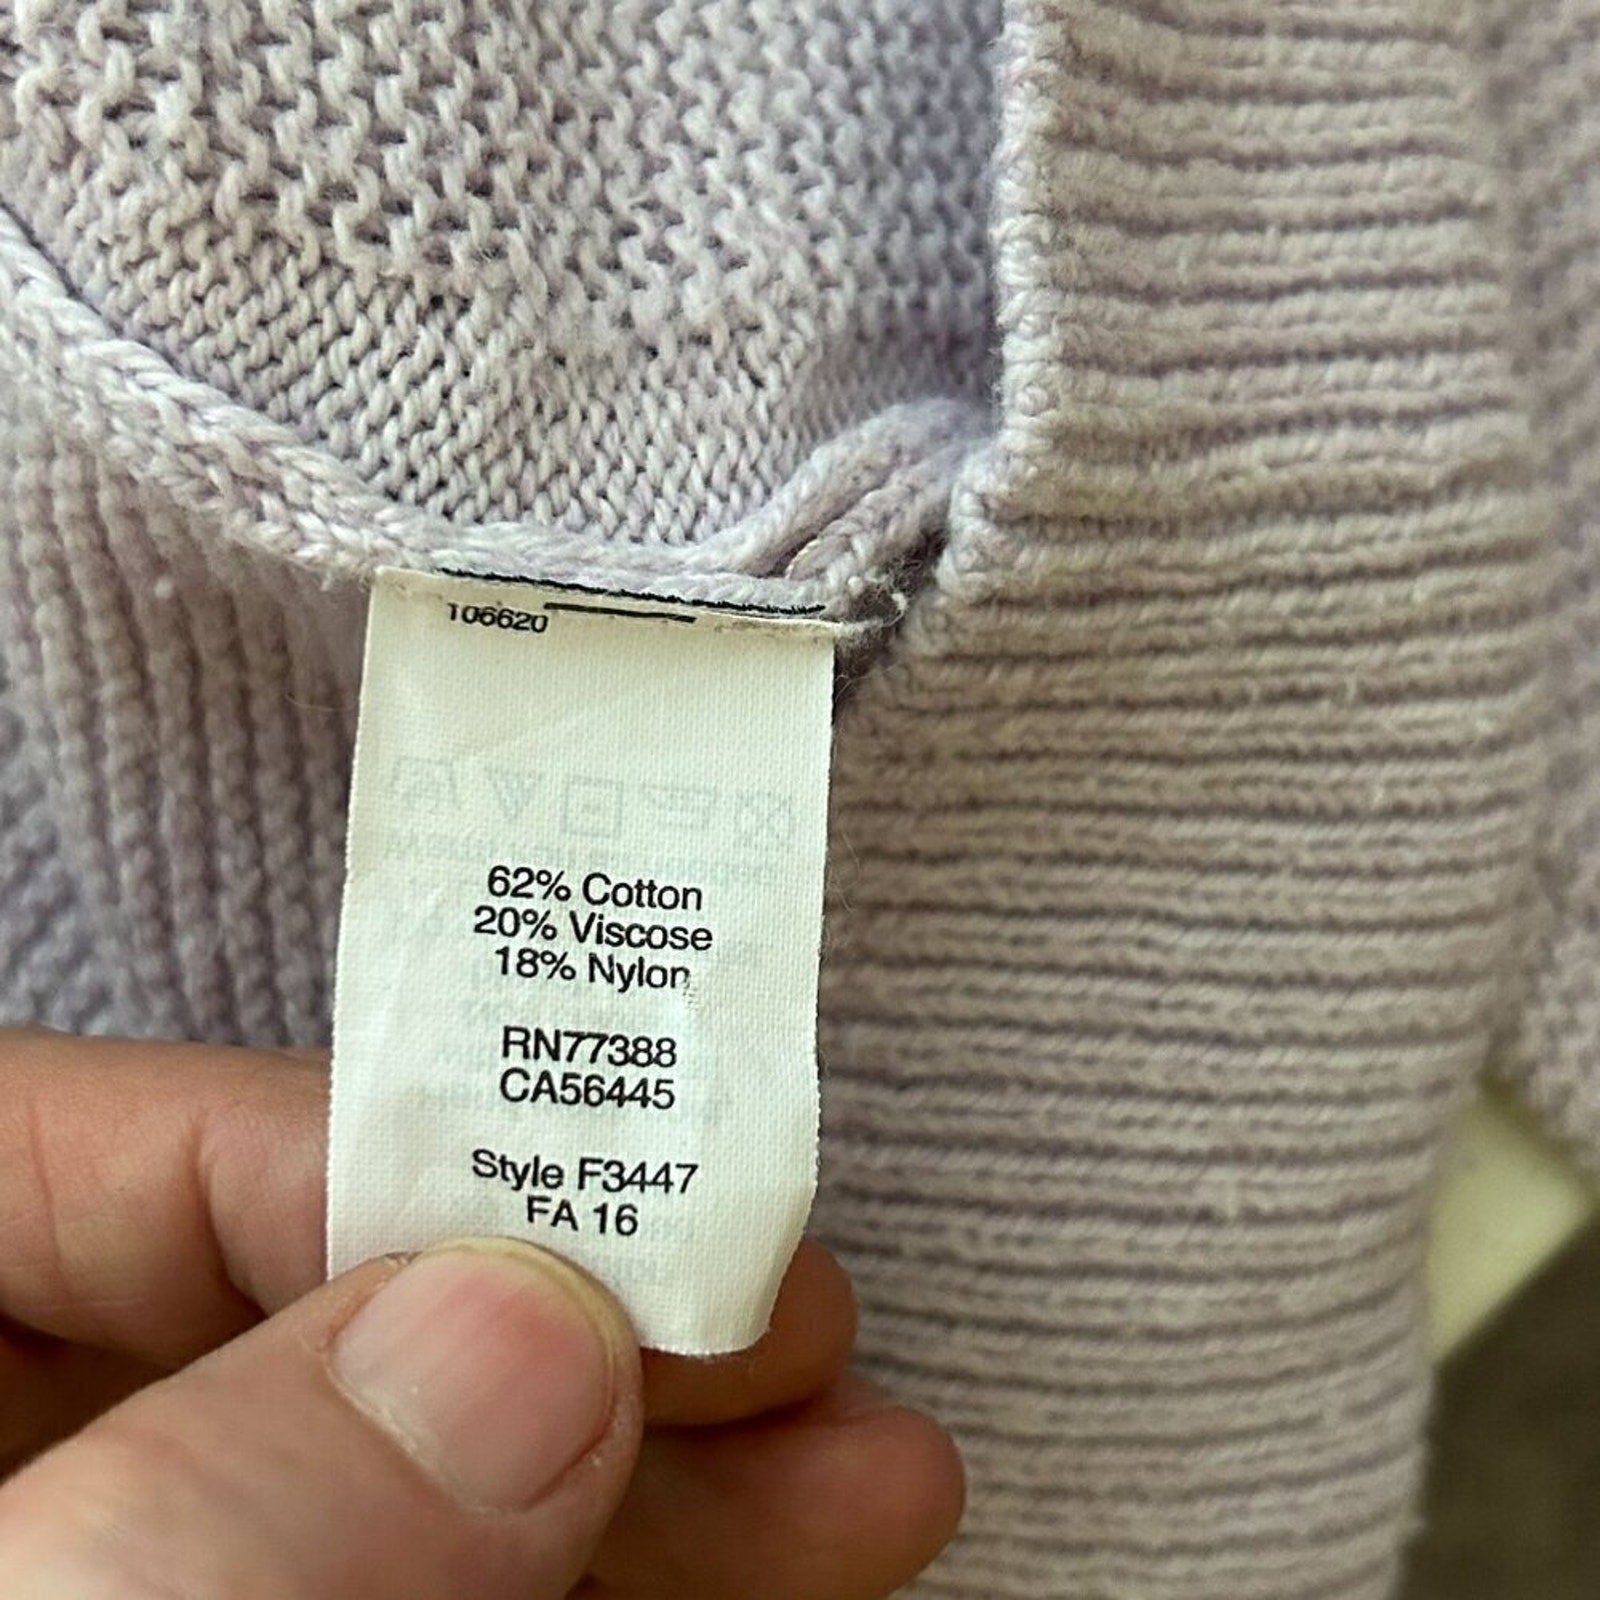 106620
62% Cotton
20% Viscose
18% Nylon
RN77388
CA56445
Style F3447
FA 16